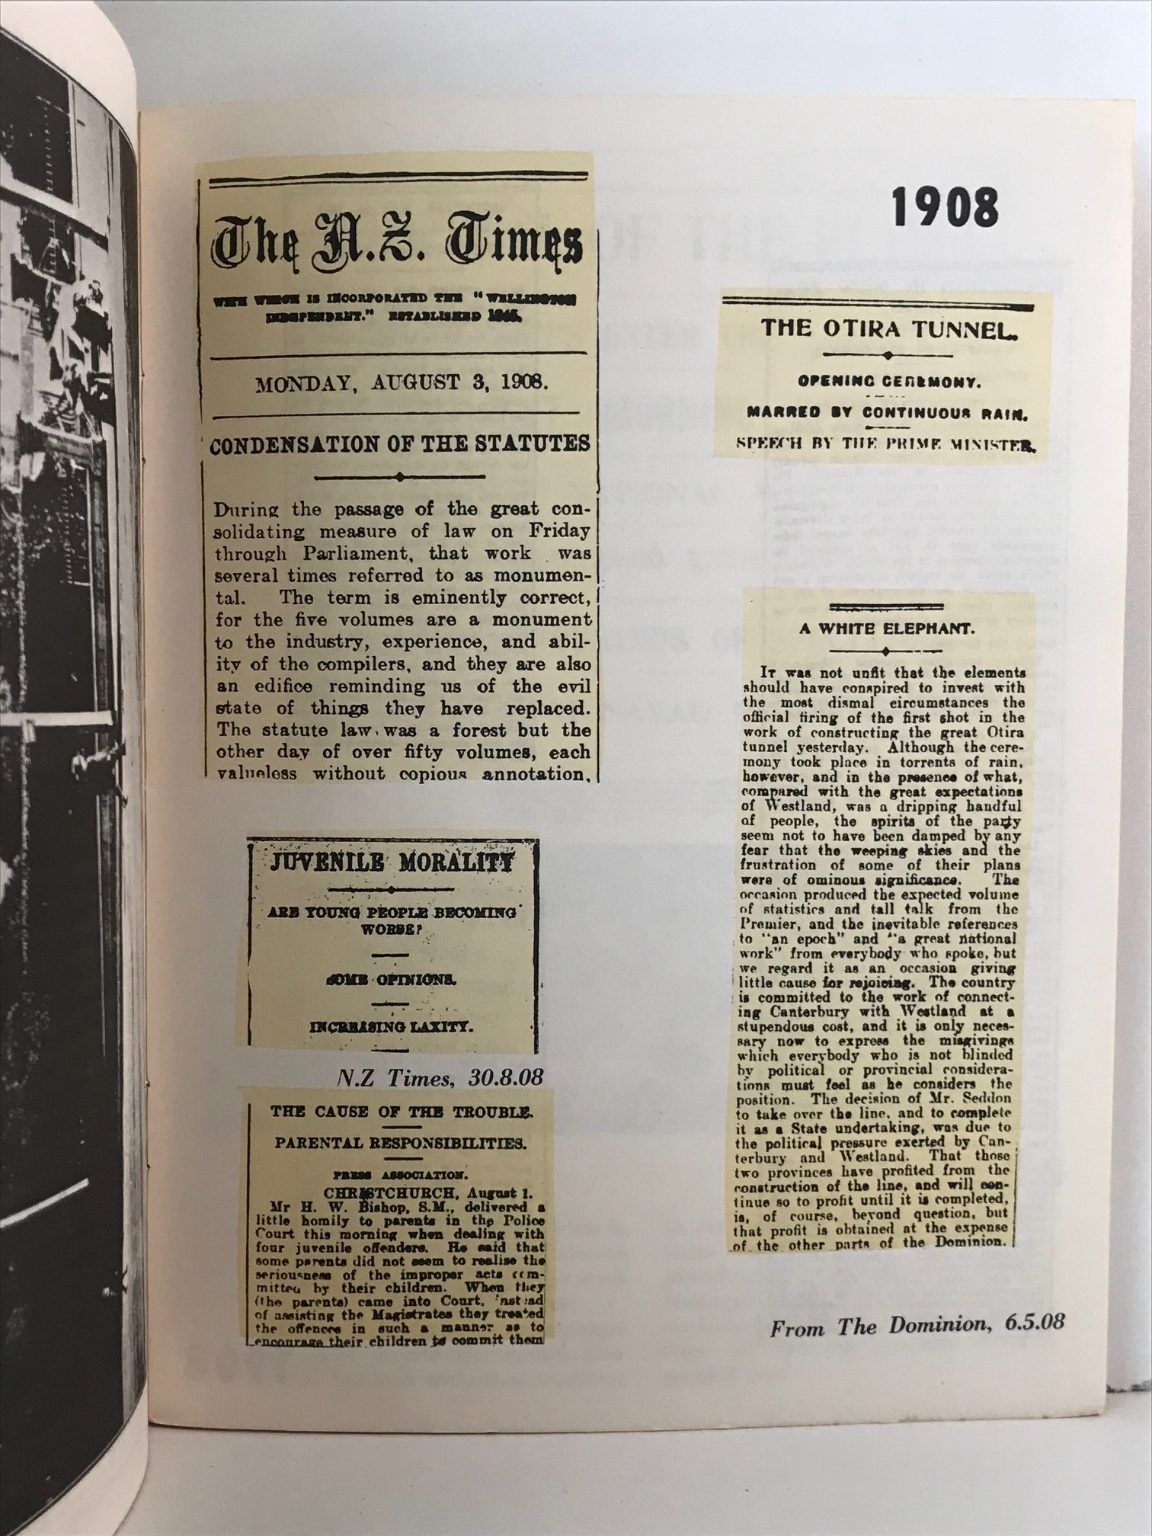 The N.Z. Times
WITH WHICH IS INCORPORATED THE "WELLINGTON
INDEPENDENT." ESTABLISHED 1845.
MONDAY, AUGUST 3, 1908.
CONDENSATION OF THE STATUTES
During the passage of the great con-
solidating measure of law on Friday
through Parliament, that work was
several times referred to as monumen-
tal. The term is eminently correct,
for the five volumes are a monument
to the industry, experience, and abil-
ity of the compilers, and they are also
an edifice reminding us of the evil
state of things they have replaced.
The statute law was a forest but the
other day of over fifty volumes, each
valueless without copious annotation,
JUVENILE MORALITY
ARE YOUNG PEOPLE BECOMING
WORSE?
SOME OPINIONS.
INCREASING LAXITY.
N.Z Times, 30.8.08
THE CAUSE OF THE TROUBLE.
PARENTAL RESPONSIBILITIES.
PRESS ASSOCIATION.
CHRISTCHURCH, August 1.
Mr H. W. Bishop, S.M., delivered a
little homily to parents in the Police
Court this morning when dealing with
four juvenile offenders. He said that
some parents did not seem to realise the
seriousness of the improper acts com-
mitted by their children. When they
(the parents) came into Court, instead
of assisting the Magistrates they treated
the offences in such a manner as to
encourage their children to commit them
1908
THE OTIRA TUNNEL.
OPENING CEREMONY.
MARRED BY CONTINUOUS RAIN.
SPEECH BY THE PRIME MINISTER.
A WHITE ELEPHANT.
It was not unfit that the elements
should have conspired to invest with
the most dismal circumstances the
official firing of the first shot in the
work of constructing the great Otira
tunnel yesterday. Although the cere-
mony took place in torrents of rain,
however, and in the presence of what,
compared with the great expectations
of Westland, was a dripping handful
of people, the spirits of the party
seem not to have been damped by any
fear that the weeping skies and the
frustration of some of their plans
were of ominous significance. The
occasion produced the expected volume
of statistics and tall talk from the
Premier, and the inevitable references
to "an epoch" and "a great national
work" from everybody who spoke, but
we regard it as an occasion giving
little cause for rejoicing. The country
is committed to the work of connect-
ing Canterbury with Westland at a
stupendous cost, and it is only neces-
sary now to express the misgivings
which everybody who is not blinded
by political or provincial considera-
tions must feel as he considers the
position. The decision of Mr. Seddon
to take over the line, and to complete
it as a State undertaking, was due to
the political pressure exerted by Can-
terbury and Westland. That those
two provinces have profited from the
construction of the line, and will con-
tinue so to profit until it is completed,
is, of course, beyond question, but
that profit is obtained at the expense
of the other parts of the Dominion.
From The Dominion, 6.5.08